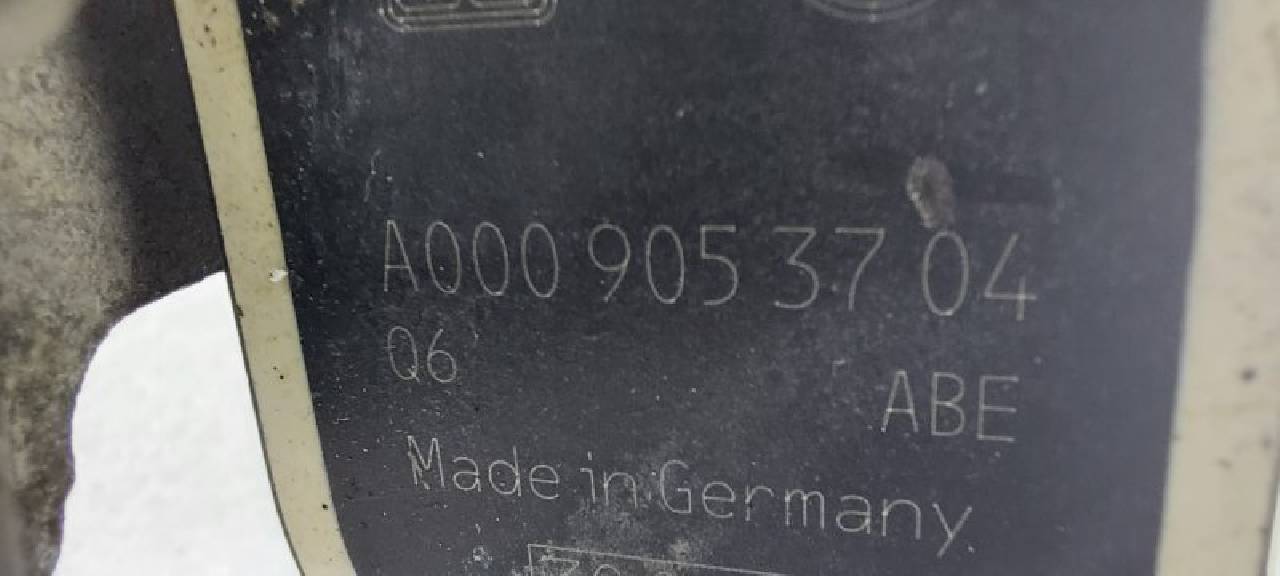 A000 905 37 04
Q6
ABE
Made in Germany.